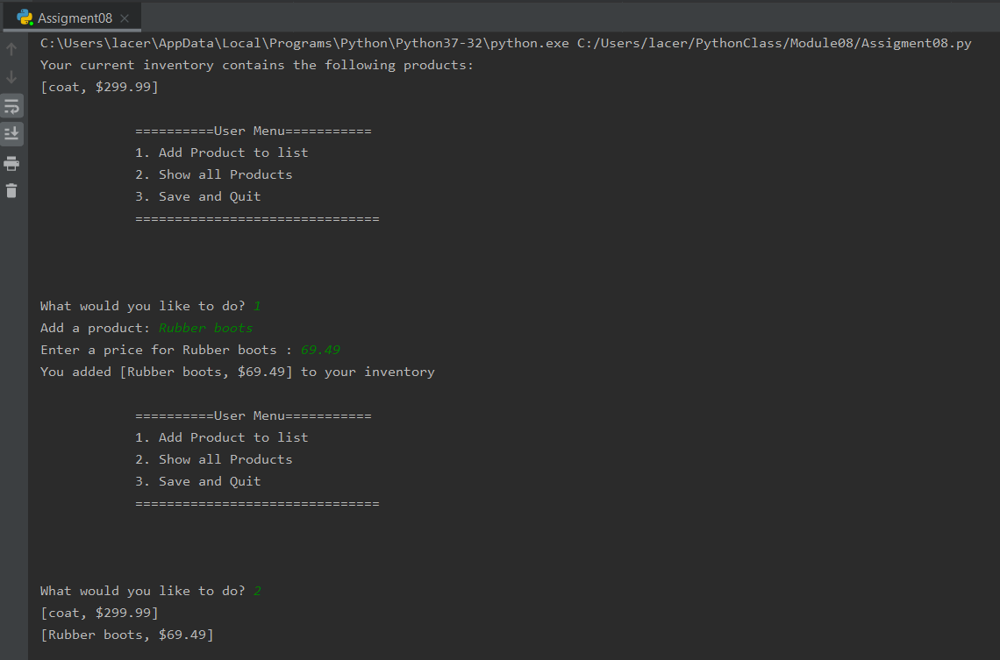 Assigment08
C:\Users\lacer\AppData\Local\Programs\Python\Python37-32\python.exe C:/Users/lacer/PythonClass/Module08/Assigment08.py
Your current inventory contains the following products:
[coat, $299.99]
==========User Menu===========
1. Add Product to list
2. Show all Products
3. Save and Quit
===============================
What would you like to do? 1
Add a product: Rubber boots
Enter a price for Rubber boots : 69.49
You added [Rubber boots, $69.49] to your inventory
==========User Menu===========
1. Add Product to list
2. Show all Products
3. Save and Quit
===============================
What would you like to do? 2
[coat, $299.99]
[Rubber boots, $69.49]